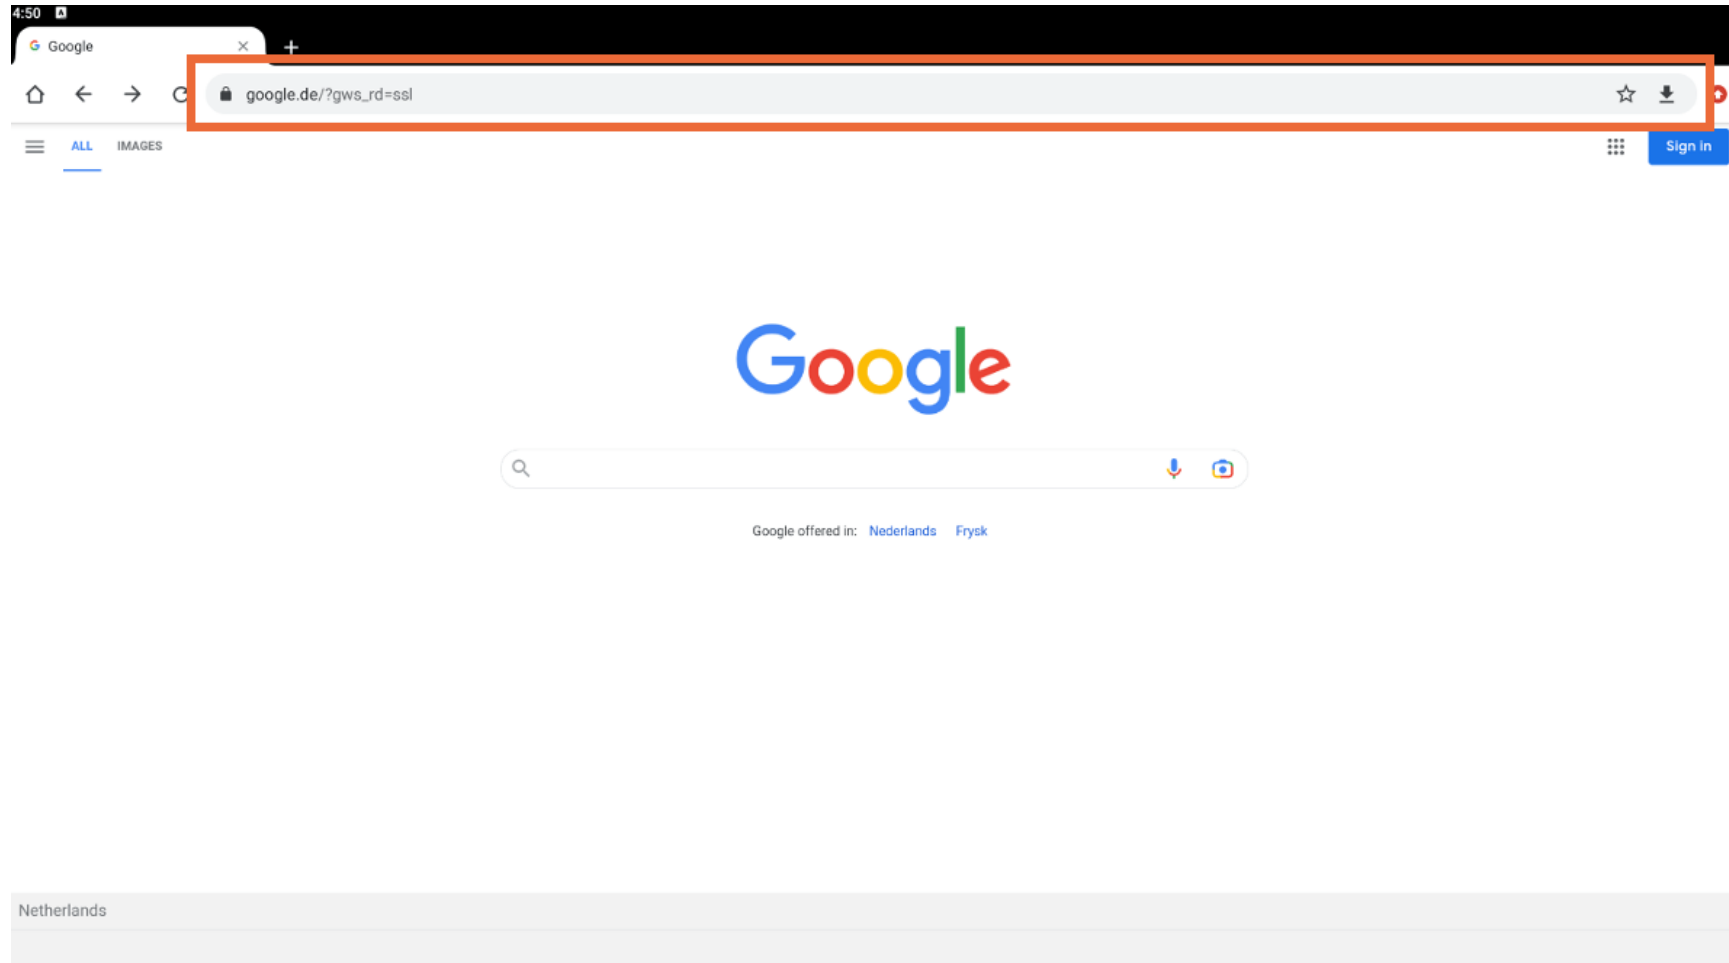 4:50 A
Google
google.de/?gws_rd=ssl
ALL IMAGES Sign in
Google
Google offered in: Nederlands Frysk
Netherlands